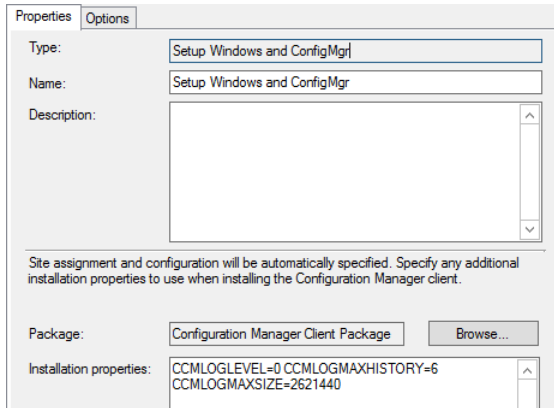 Properties Options
Type: Setup Windows and ConfigMgr
Name: Setup Windows and ConfigMgr
Description:
Site assignment and configuration will be automatically specified. Specify any additional
installation properties to use when installing the Configuration Manager client.
Package: Configuration Manager Client Package Browse...
Installation properties: CCMLOGLEVEL=0 CCMLOGMAXHISTORY=6
CCMLOGMAXSIZE=2621440